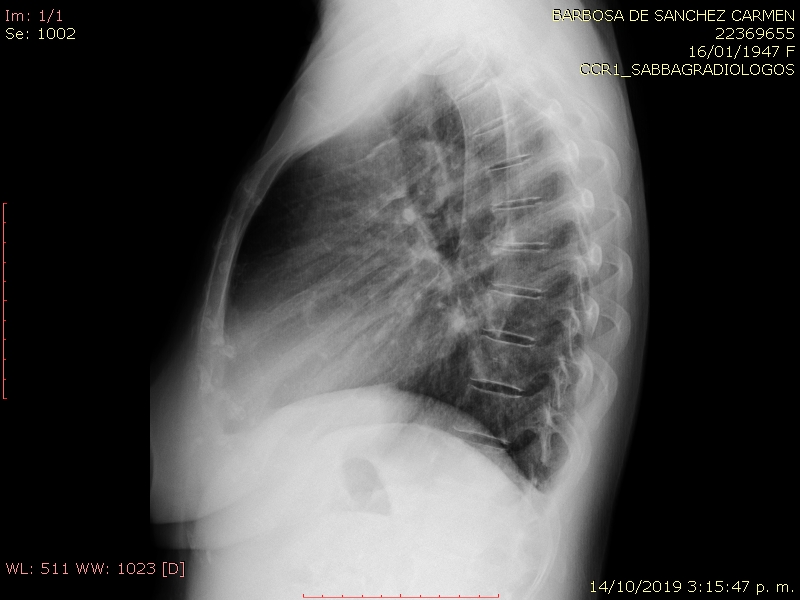 Im: 1/1
Se: 1002
BARBOSA DE SANCHEZ CARMEN
22369655
16/01/1947 F
CCR1_SABBAGRADIOLOGOS
WL: 511 WW: 1023 [D]
14/10/2019 3:15:47 p. m.